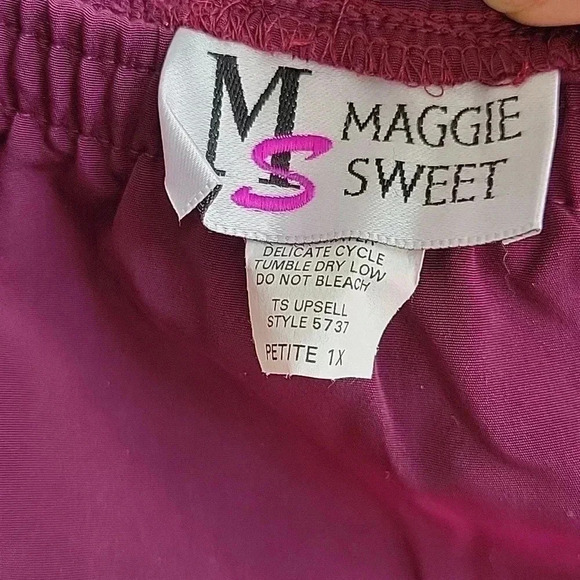 MS MAGGIE
SWEET
DELICATE CYCLE
TUMBLE DRY LOW
DO NOT BLEACH
TS UPSELL
STYLE 5737
PETITE 1X